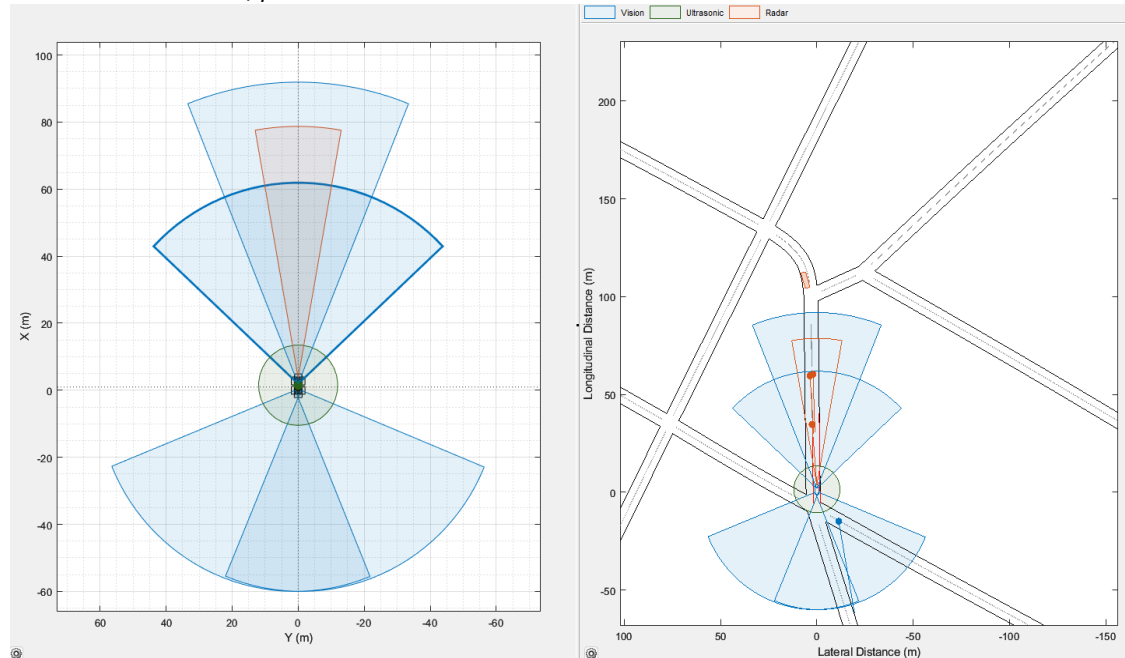 Vision Ultrasonic Radar
100
80
60
40
20
0
-20
-40
-60
60 40 20 0 -20 -40 -60
X (m)
Y (m)
200
150
100
50
0
-50
100 50 0 -50 -100 -150
Longitudinal Distance (m)
Lateral Distance (m)